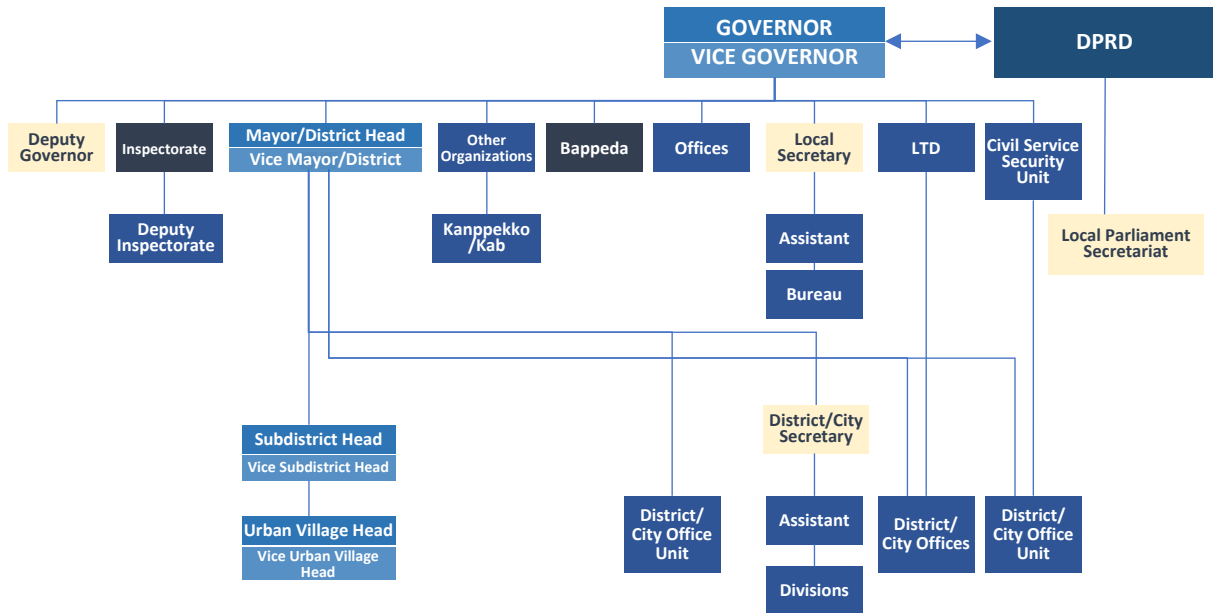 GOVERNOR
VICE GOVERNOR
DPRD
Deputy
Governor
Inspectorate
Mayor/District Head
Vice Mayor/District
Other
Organizations
Bappeda
Offices
Local
Secretary
LTD
Civil Service
Security
Unit
Deputy
Inspectorate
Kanppekko
/Kab
Assistant
Local Parliament
Secretariat
Bureau
District/City
Secretary
Subdistrict Head
Vice Subdistrict Head
Urban Village Head
Vice Urban Village
Head
District/
City Office
Unit
Assistant
District/
City Offices
District/
City Office
Unit
Divisions